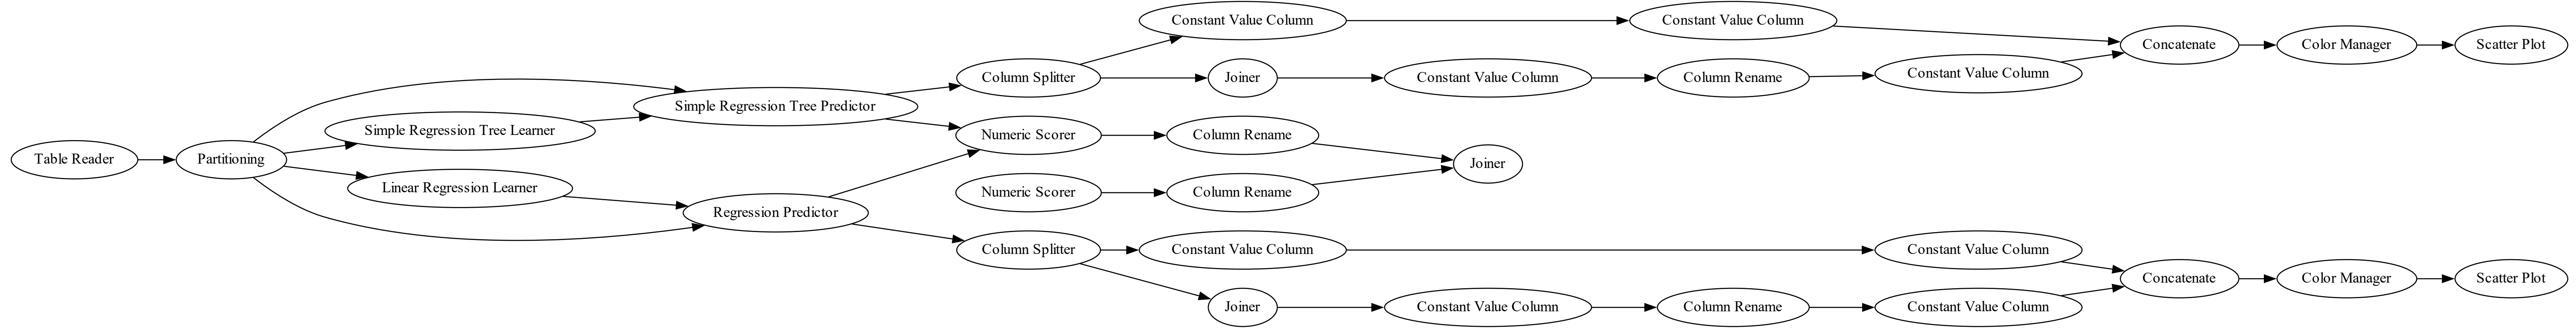 Table Reader
Partitioning
Simple Regression Tree Learner
Linear Regression Learner
Simple Regression Tree Predictor
Regression Predictor
Column Splitter
Numeric Scorer
Numeric Scorer
Column Splitter
Constant Value Column
Joiner
Column Rename
Column Rename
Constant Value Column
Joiner
Constant Value Column
Joiner
Constant Value Column
Constant Value Column
Column Rename
Column Rename
Constant Value Column
Constant Value Column
Constant Value Column
Concatenate
Concatenate
Color Manager
Color Manager
Scatter Plot
Scatter Plot